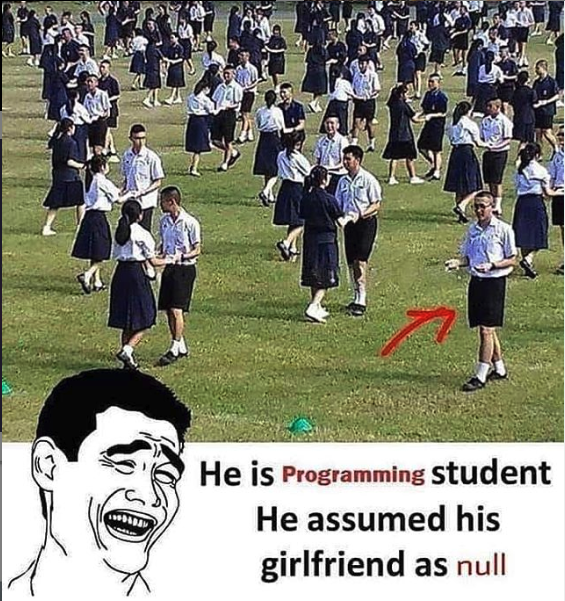 He is Programming student
He assumed his
girlfriend as null